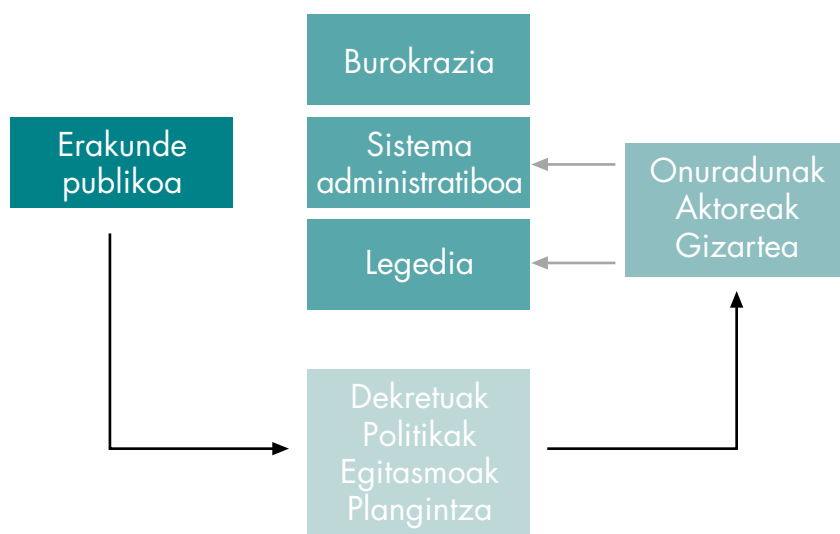 Burokrazia
Erakunde
publikoa
Sistema
administratiboa
Onuradunak
Aktoreak
Gizartea
Legedia
Dekretuak
Politikak
Egitasmoak
Plangintza